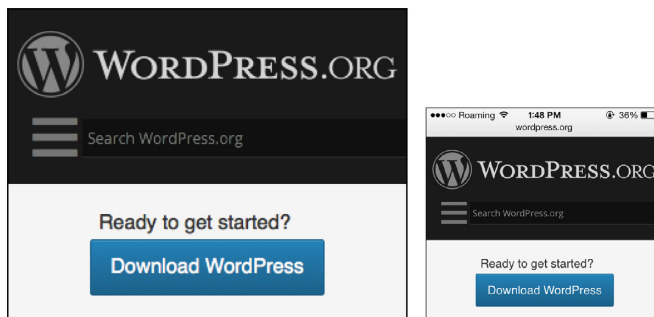 WORDPRESS.ORG
Search WordPress.org
Ready to get started?
Download WordPress
Roaming 1:48 PM 36%
wordpress.org
WORDPRESS.ORG
Search WordPress.org
Ready to get started?
Download WordPress